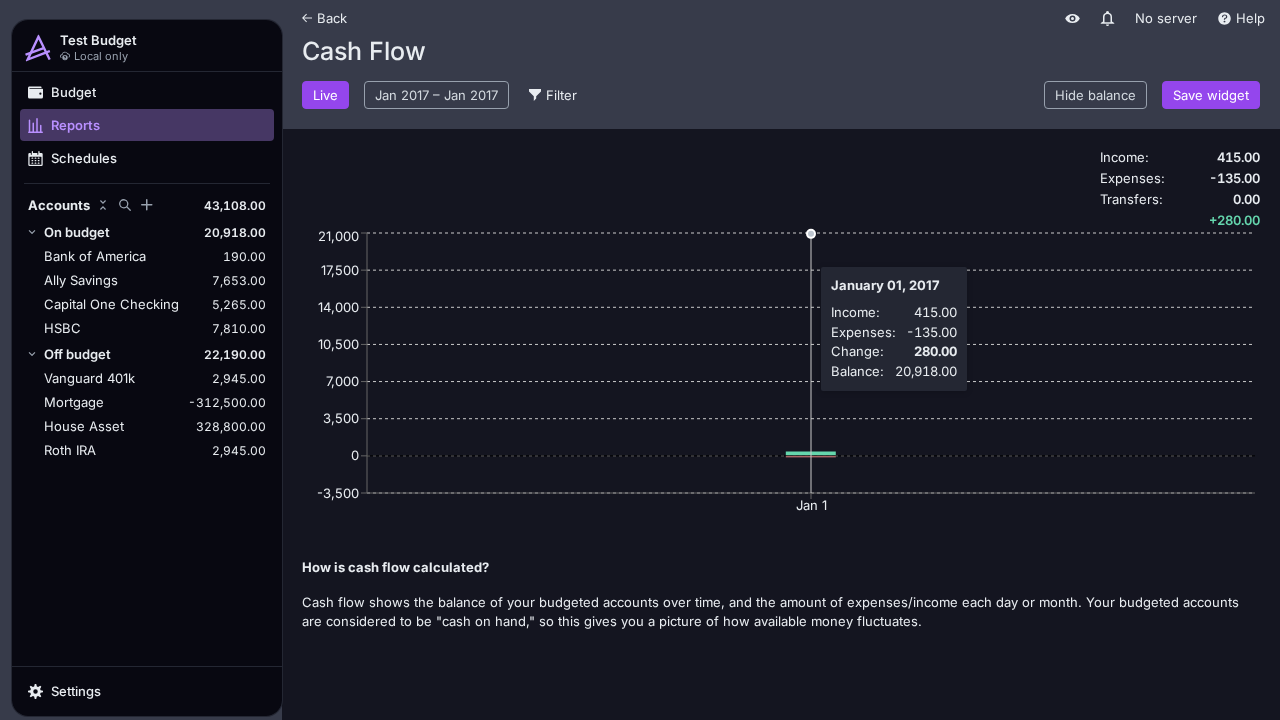 Test Budget
Local only
Budget
Reports
Schedules
Accounts 43,108.00
On budget 20,918.00
Bank of America 190.00
Ally Savings 7,653.00
Capital One Checking 5,265.00
HSBC 7,810.00
Off budget 22,190.00
Vanguard 401k 2,945.00
Mortgage -312,500.00
House Asset 328,800.00
Roth IRA 2,945.00
Settings
Back
No server
Help
Cash Flow
Live
Jan 2017 – Jan 2017
Filter
Hide balance
Save widget
Income: 415.00
Expenses: -135.00
Transfers: 0.00
+280.00
21,000
17,500
14,000
10,500
7,000
3,500
0
-3,500
January 01, 2017
Income: 415.00
Expenses: -135.00
Change: 280.00
Balance: 20,918.00
Jan 1
How is cash flow calculated?
Cash flow shows the balance of your budgeted accounts over time, and the amount of expenses/income each day or month. Your budgeted accounts
are considered to be "cash on hand," so this gives you a picture of how available money fluctuates.